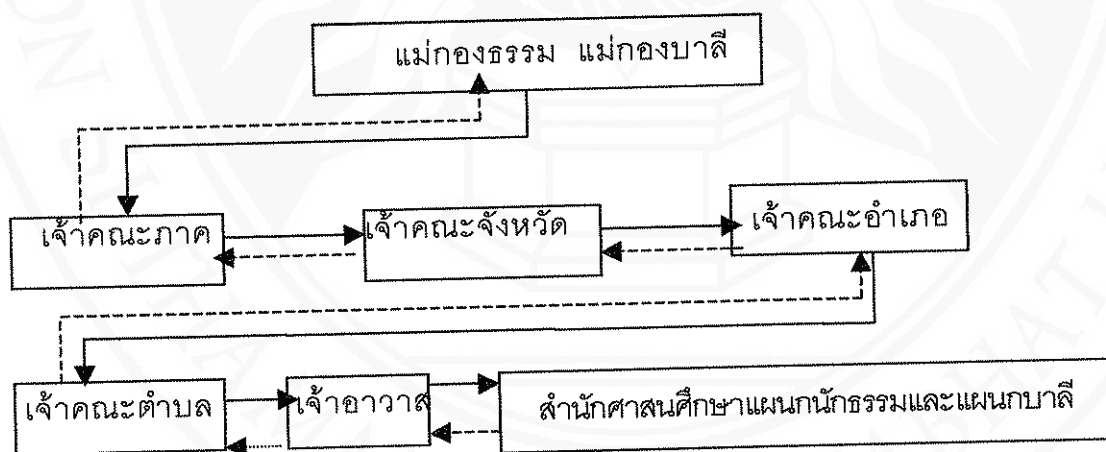 แม่กองธรรม แม่กองบาลี
เจ้าคณะภาค
เจ้าคณะจังหวัด
เจ้าคณะอำเภอ
เจ้าคณะตำบล
เจ้าอาวาส
สำนักศาสนศึกษาแผนกนักธรรมและแผนกบาลี